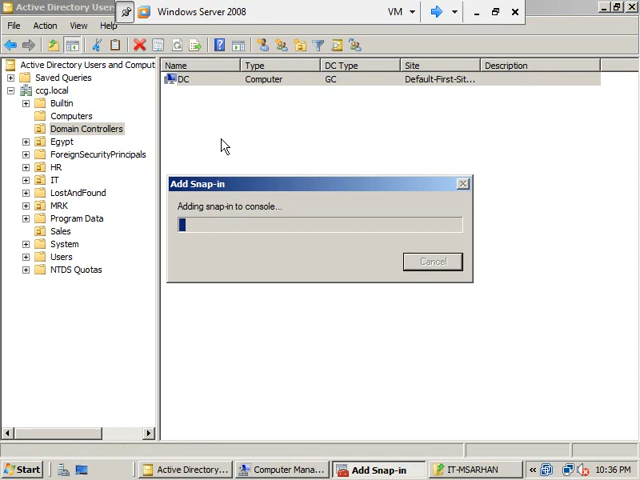 Active Directory Users
Windows Server 2008
VM
File Action View Help
Active Directory Users and Comput
Saved Queries
ccg.local
Builtin
Computers
Domain Controllers
Egypt
ForeignSecurityPrincipals
HR
IT
LostAndFound
MRK
Program Data
Sales
System
Users
NTDS Quotas
Name Type DC Type Site Description
DC Computer GC Default-First-Sit...
Add Snap-in
Adding snap-in to console...
Cancel
Start
Active Directory...
Computer Mana...
Add Snap-in
IT-MSARHAN
10:36 PM